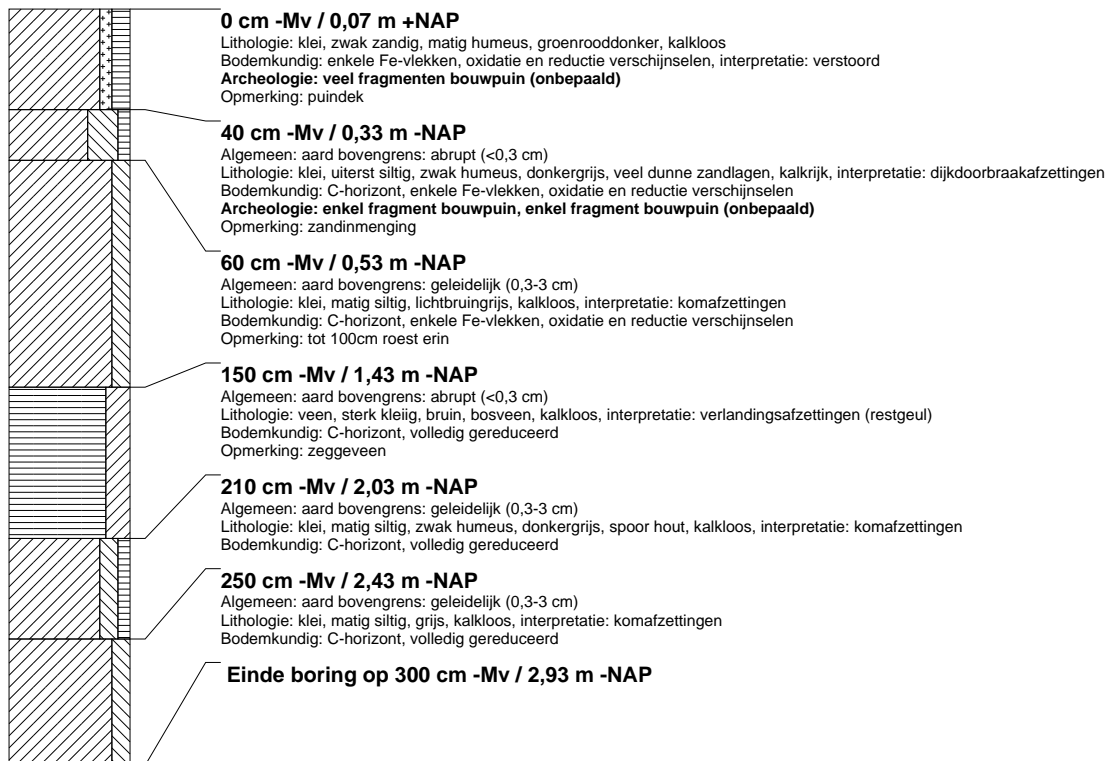 0 cm -Mv / 0,07 m +NAP
Lithologie: klei, zwak zandig, matig humeus, groenrooddonker, kalkloos
Bodemkundig: enkele Fe-vlekken, oxidatie en reductie verschijnselen, interpretatie: verstoord
Archeologie: veel fragmenten bouwpuin (onbepaald)
Opmerking: puindek
40 cm -Mv / 0,33 m -NAP
Algemeen: aard bovengrens: abrupt (<0,3 cm)
Lithologie: klei, uiterst siltig, zwak humeus, donkergrijs, veel dunne zandlagen, kalkrijk, interpretatie: dijkdoorbraakafzettingen
Bodemkundig: C-horizont, enkele Fe-vlekken, oxidatie en reductie verschijnselen
Archeologie: enkel fragment bouwpuin, enkel fragment bouwpuin (onbepaald)
Opmerking: zandinmenging
60 cm -Mv / 0,53 m -NAP
Algemeen: aard bovengrens: geleidelijk (0,3-3 cm)
Lithologie: klei, matig siltig, lichtbruingrijs, kalkloos, interpretatie: komafzettingen
Bodemkundig: C-horizont, enkele Fe-vlekken, oxidatie en reductie verschijnselen
Opmerking: tot 100cm roest erin
150 cm -Mv / 1,43 m -NAP
Algemeen: aard bovengrens: abrupt (<0,3 cm)
Lithologie: veen, sterk kleiig, bruin, bosveen, kalkloos, interpretatie: verlandingsafzettingen (restgeul)
Bodemkundig: C-horizont, volledig gereduceerd
Opmerking: zeggeveen
210 cm -Mv / 2,03 m -NAP
Algemeen: aard bovengrens: geleidelijk (0,3-3 cm)
Lithologie: klei, matig siltig, zwak humeus, donkergrijs, spoor hout, kalkloos, interpretatie: komafzettingen
Bodemkundig: C-horizont, volledig gereduceerd
250 cm -Mv / 2,43 m -NAP
Algemeen: aard bovengrens: geleidelijk (0,3-3 cm)
Lithologie: klei, matig siltig, grijs, kalkloos, interpretatie: komafzettingen
Bodemkundig: C-horizont, volledig gereduceerd
Einde boring op 300 cm -Mv / 2,93 m -NAP